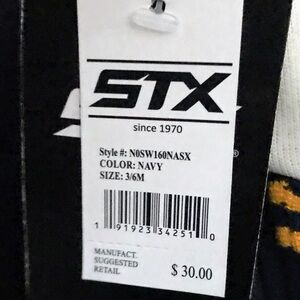 STX
since 1970
Style #: N0SW160NASX
COLOR: NAVY
SIZE: 3/6M
1 91923 34251 0
MANUFACT.
SUGGESTED
RETAIL
$ 30.00